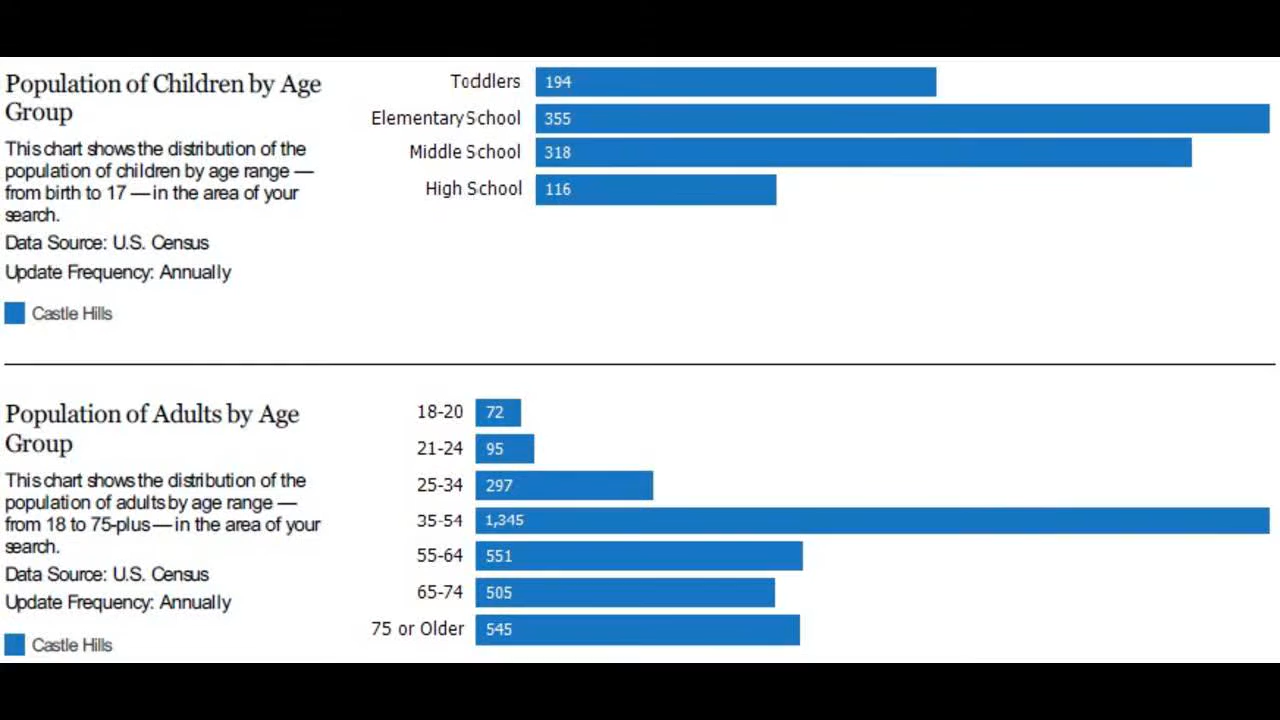 Population of Children by Age
Group
This chart shows the distribution of the
population of children by age range —
from birth to 17 — in the area of your
search.
Data Source: U.S. Census
Update Frequency: Annually
Castle Hills
Toddlers 194
Elementary School 355
Middle School 318
High School 116
Population of Adults by Age
Group
This chart shows the distribution of the
population of adults by age range —
from 18 to 75-plus — in the area of your
search.
Data Source: U.S. Census
Update Frequency: Annually
Castle Hills
18-20 72
21-24 95
25-34 297
35-54 1,345
55-64 551
65-74 505
75 or Older 545